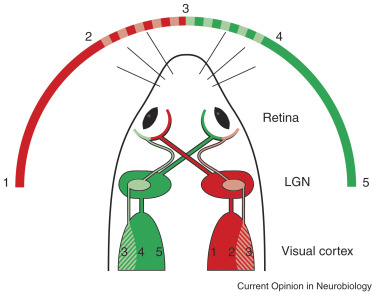 3
2
4
Retina
1
LGN
5
3 4 5
1 2 3
Visual cortex
Current Opinion in Neurobiology